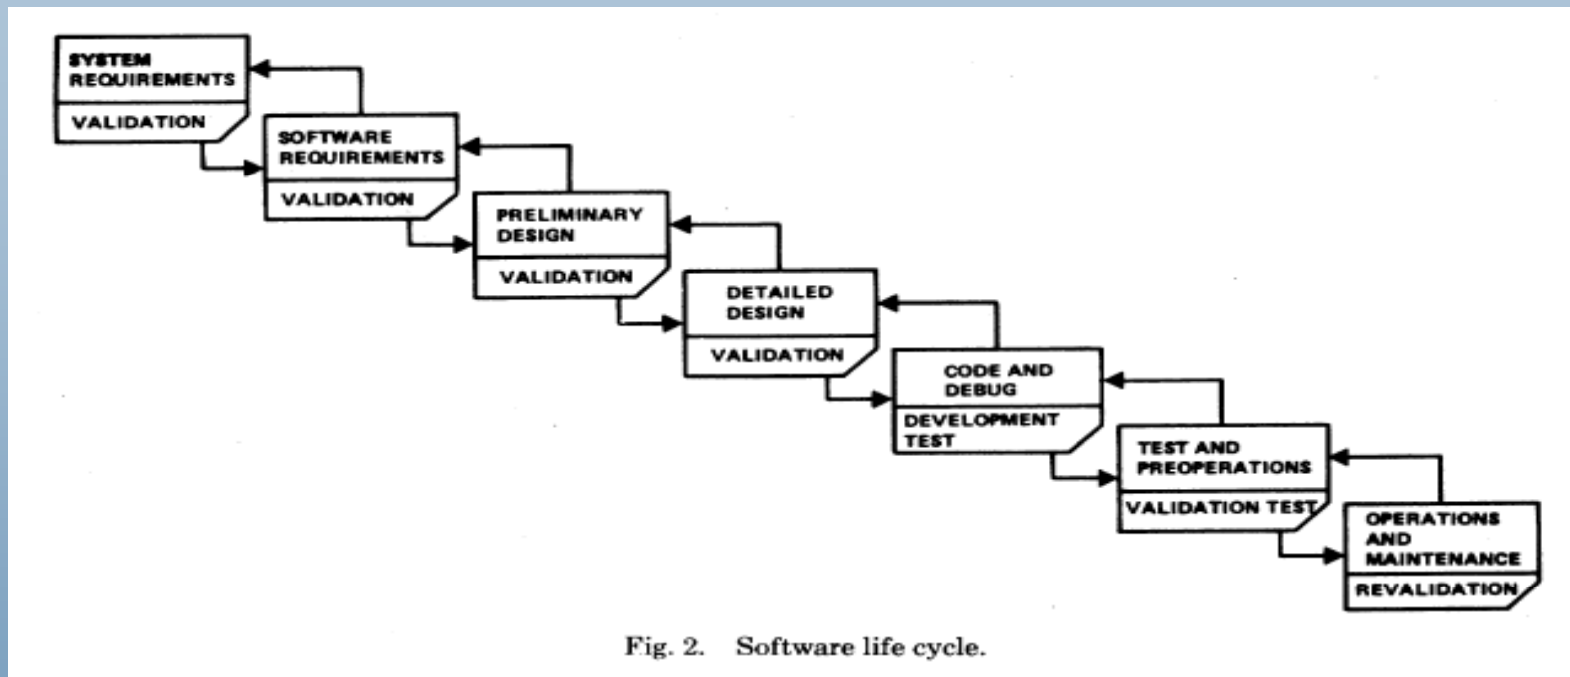 SYSTEM
REQUIREMENTS
VALIDATION
SOFTWARE
REQUIREMENTS
VALIDATION
PRELIMINARY
DESIGN
VALIDATION
DETAILED
DESIGN
VALIDATION
CODE AND
DEBUG
DEVELOPMENT
TEST
TEST AND
PREOPERATIONS
VALIDATION TEST
OPERATIONS
AND
MAINTENANCE
REVALIDATION
Fig. 2. Software life cycle.